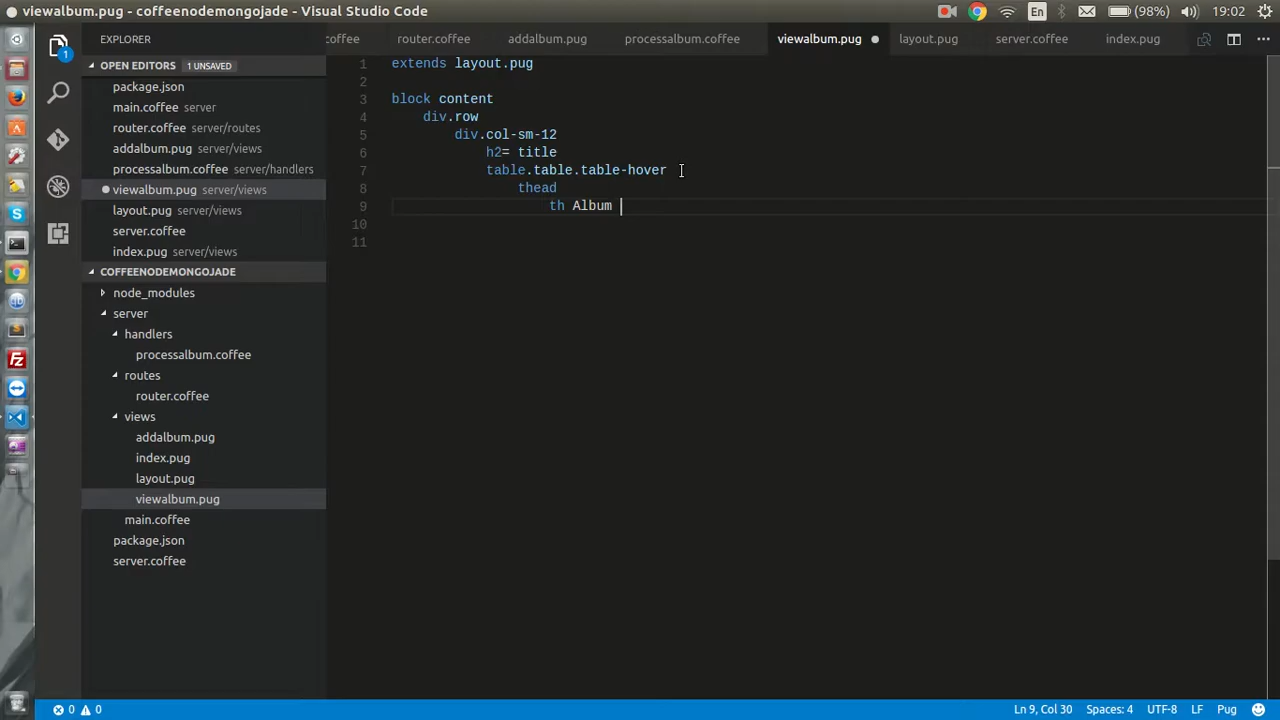 viewalbum.pug - coffeenodemongojade - Visual Studio Code
En
(98%)
19:02
EXPLORER
coffee
router.coffee
addalbum.pug
processalbum.coffee
viewalbum.pug
layout.pug
server.coffee
index.pug
OPEN EDITORS 1 UNSAVED
package.json
main.coffee server
router.coffee server/routes
addalbum.pug server/views
processalbum.coffee server/handlers
viewalbum.pug server/views
layout.pug server/views
server.coffee
index.pug server/views
COFFEENODEMONGOJADE
node_modules
server
handlers
processalbum.coffee
routes
router.coffee
views
addalbum.pug
index.pug
layout.pug
viewalbum.pug
main.coffee
package.json
server.coffee
1 extends layout.pug
2
3 block content
4 div.row
5 div.col-sm-12
6 h2= title
7 table.table.table-hover
8 thead
9 th Album
10
11
0 0
Ln 9, Col 30 Spaces: 4 UTF-8 LF Pug